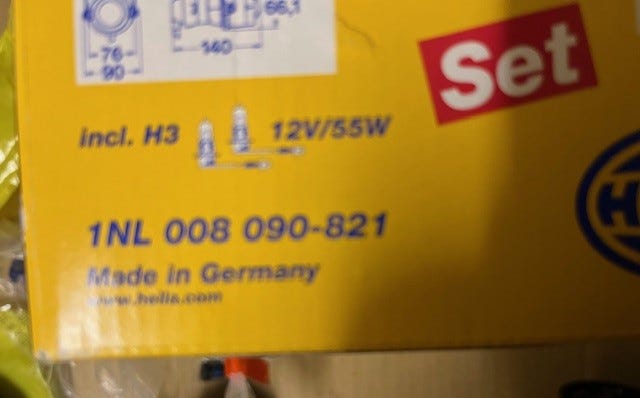 66,1
140
76
90
Set
incl. H3 12V/55W
1NL 008 090-821
Made in Germany
www.hella.com